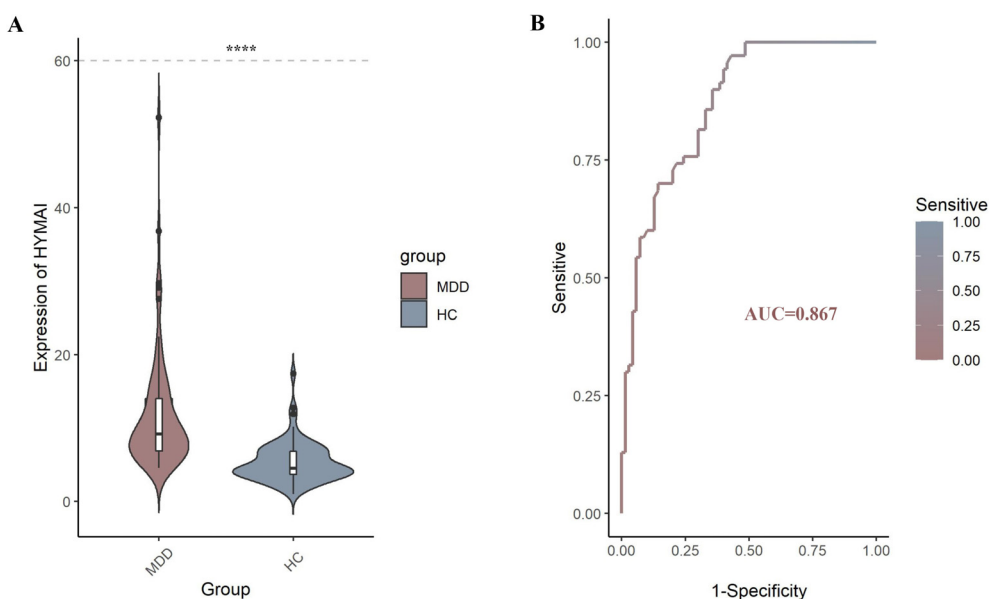 A
****
60
40
20
0
Expression of HYMAI
MDD
HC
Group
group
MDD
HC
B
1.00
0.75
0.50
0.25
0.00
Sensitive
AUC=0.867
0.00
0.25
0.50
0.75
1.00
1-Specificity
Sensitive
1.00
0.75
0.50
0.25
0.00